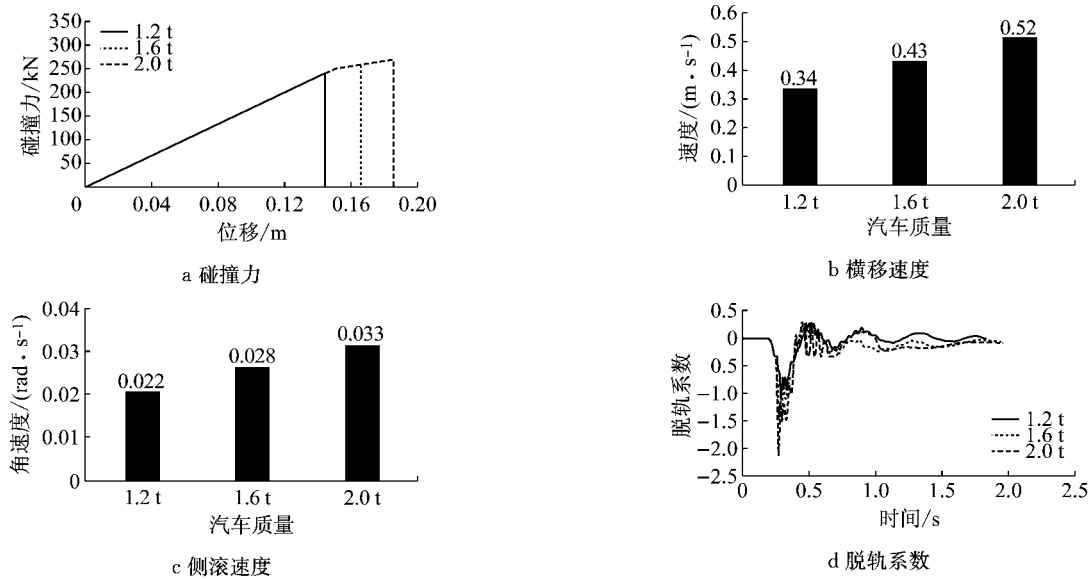 350
300
250
200
150
100
50
0
0.04
0.08
0.12
0.16
0.20
碰撞力/kN
位移/m
1.2 t
1.6 t
2.0 t
a 碰撞力
0.6
0.5
0.4
0.3
0.2
0.1
0
速度/(m·s⁻¹)
0.34
0.43
0.52
1.2 t
1.6 t
2.0 t
汽车质量
b 横移速度
0.04
0.03
0.02
0.01
0
角速度/(rad·s⁻¹)
0.022
0.028
0.033
1.2 t
1.6 t
2.0 t
汽车质量
c 侧滚速度
0.5
0
0.5
−1.0
−1.5
−2.0
−2.5
脱轨系数
1.2 t
1.6 t
2.0 t
0
0.5
1.0
1.5
2.0
2.5
时间/s
d 脱轨系数